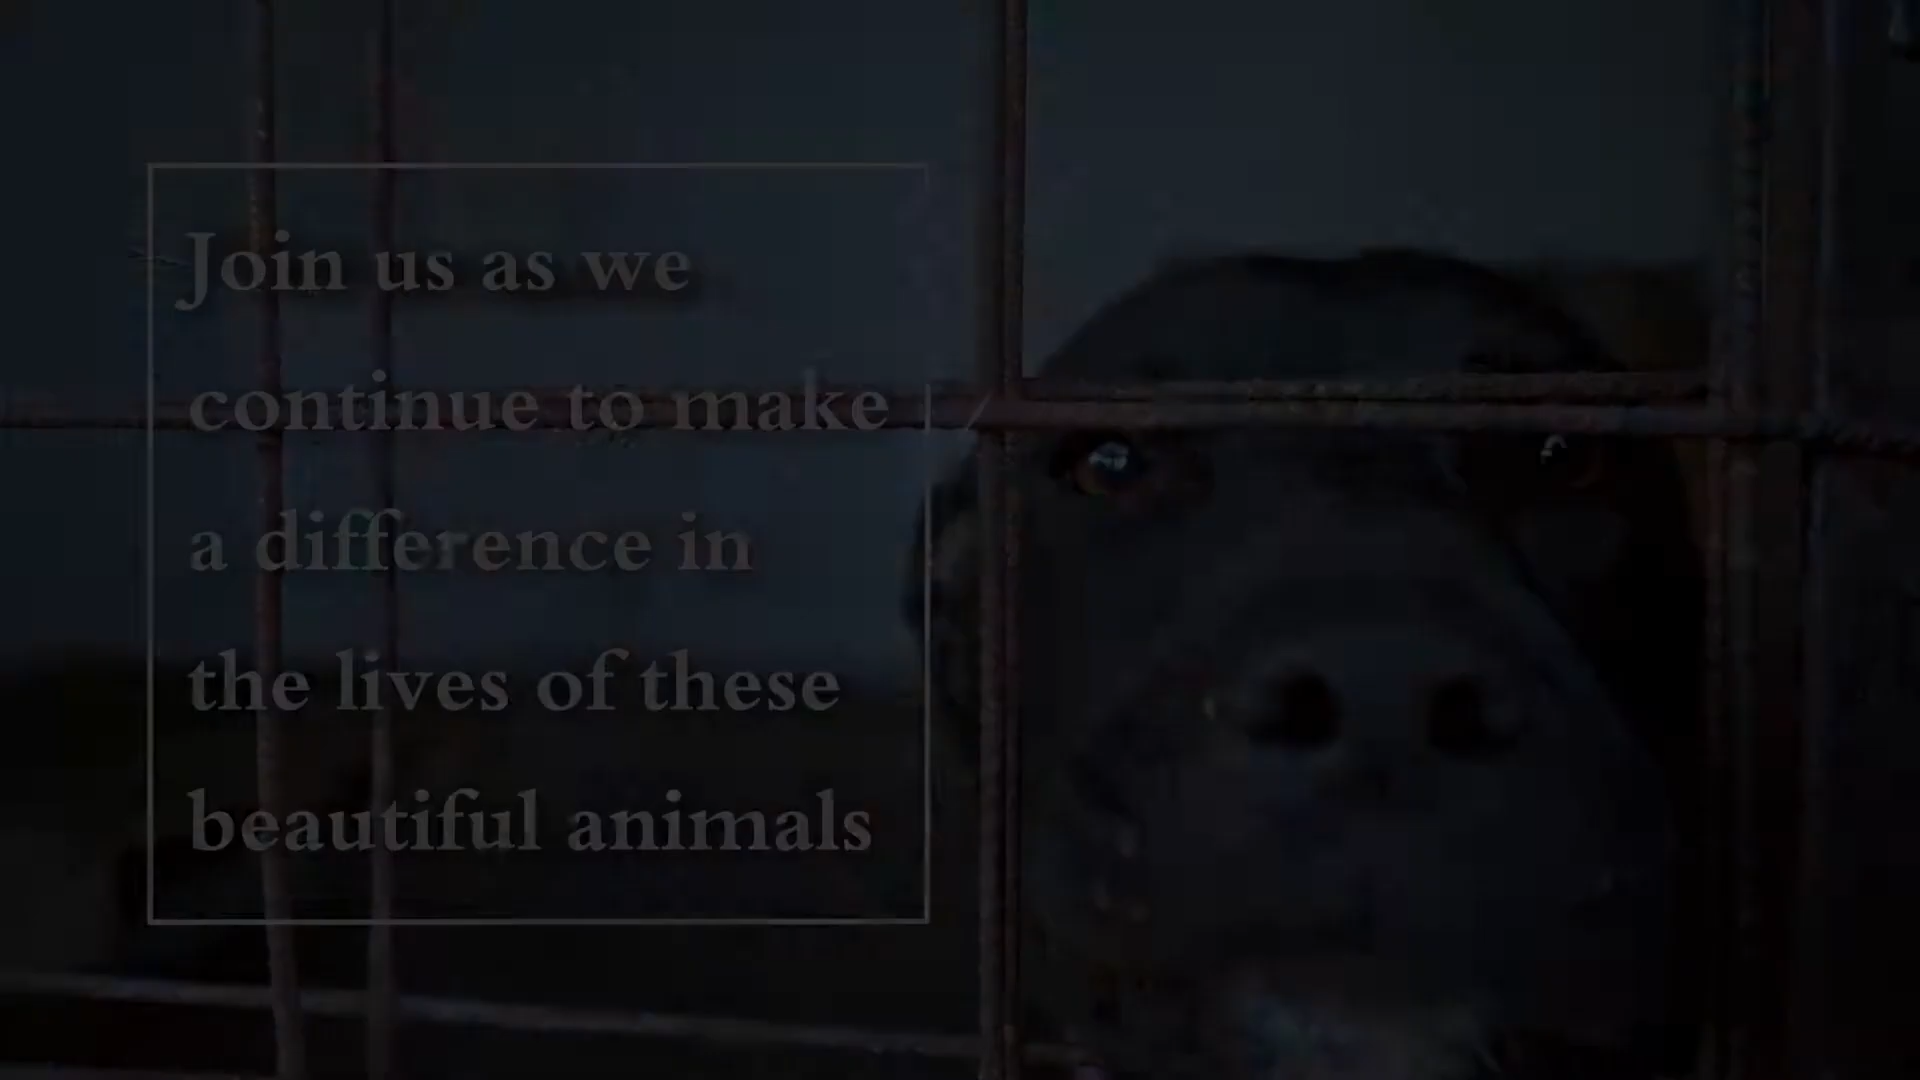 Join us as we
continue to make
a difference in
the lives of these
beautiful animals